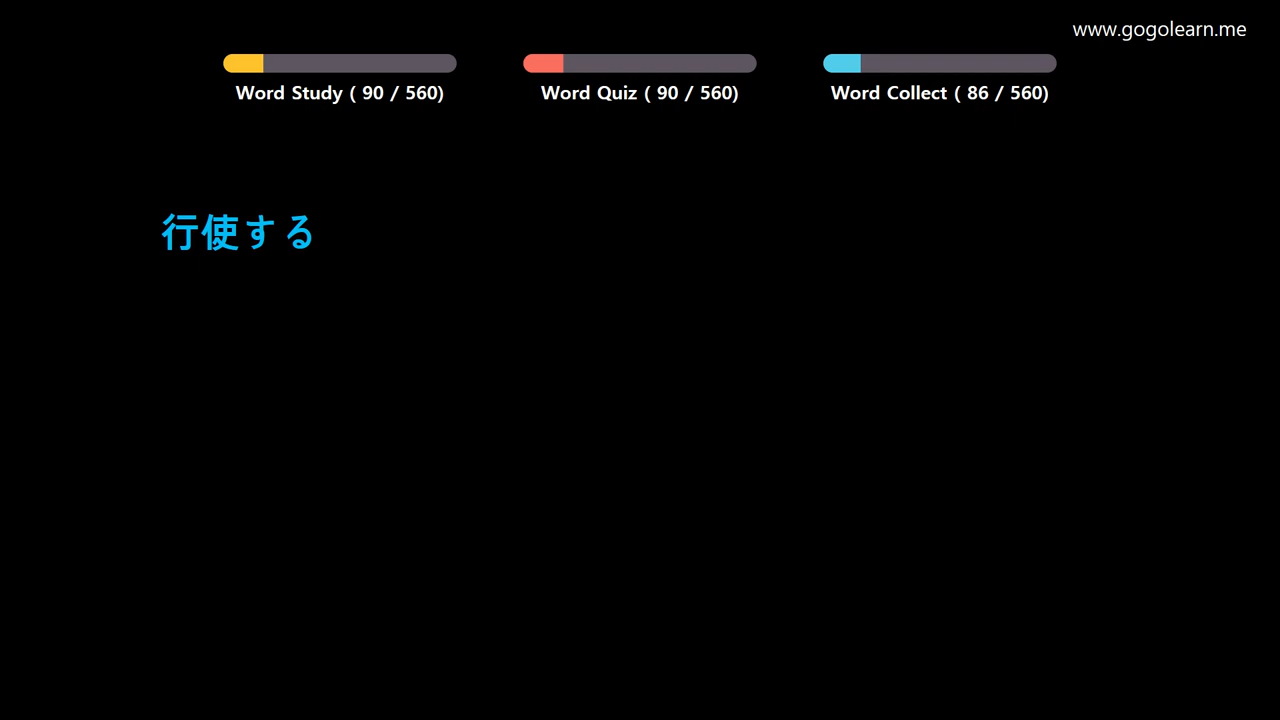 www.gogolearn.me
Word Study ( 90 / 560)
Word Quiz ( 90 / 560)
Word Collect ( 86 / 560)
行使する